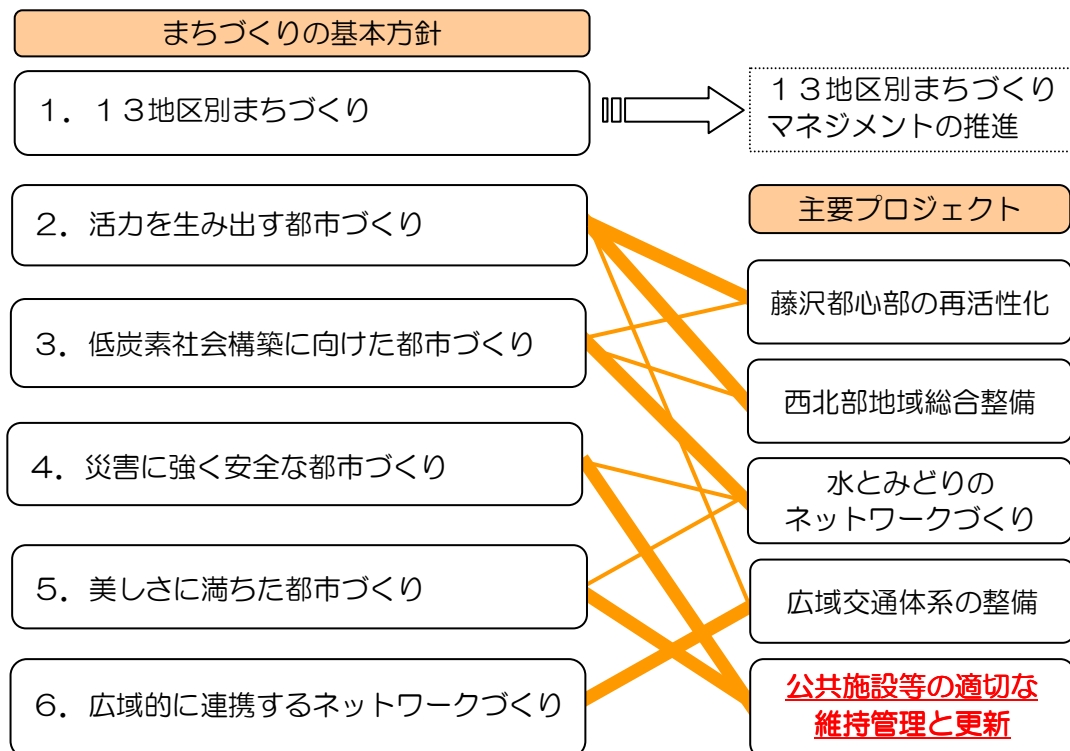 まちづくりの基本方針
1．１３地区別まちづくり
2．活力を生み出す都市づくり
3．低炭素社会構築に向けた都市づくり
4．災害に強く安全な都市づくり
5．美しさに満ちた都市づくり
6．広域的に連携するネットワークづくり
１３地区別まちづくり
マネジメントの推進
主要プロジェクト
藤沢都心部の再活性化
西北部地域総合整備
水とみどりの
ネットワークづくり
広域交通体系の整備
公共施設等の適切な
維持管理と更新